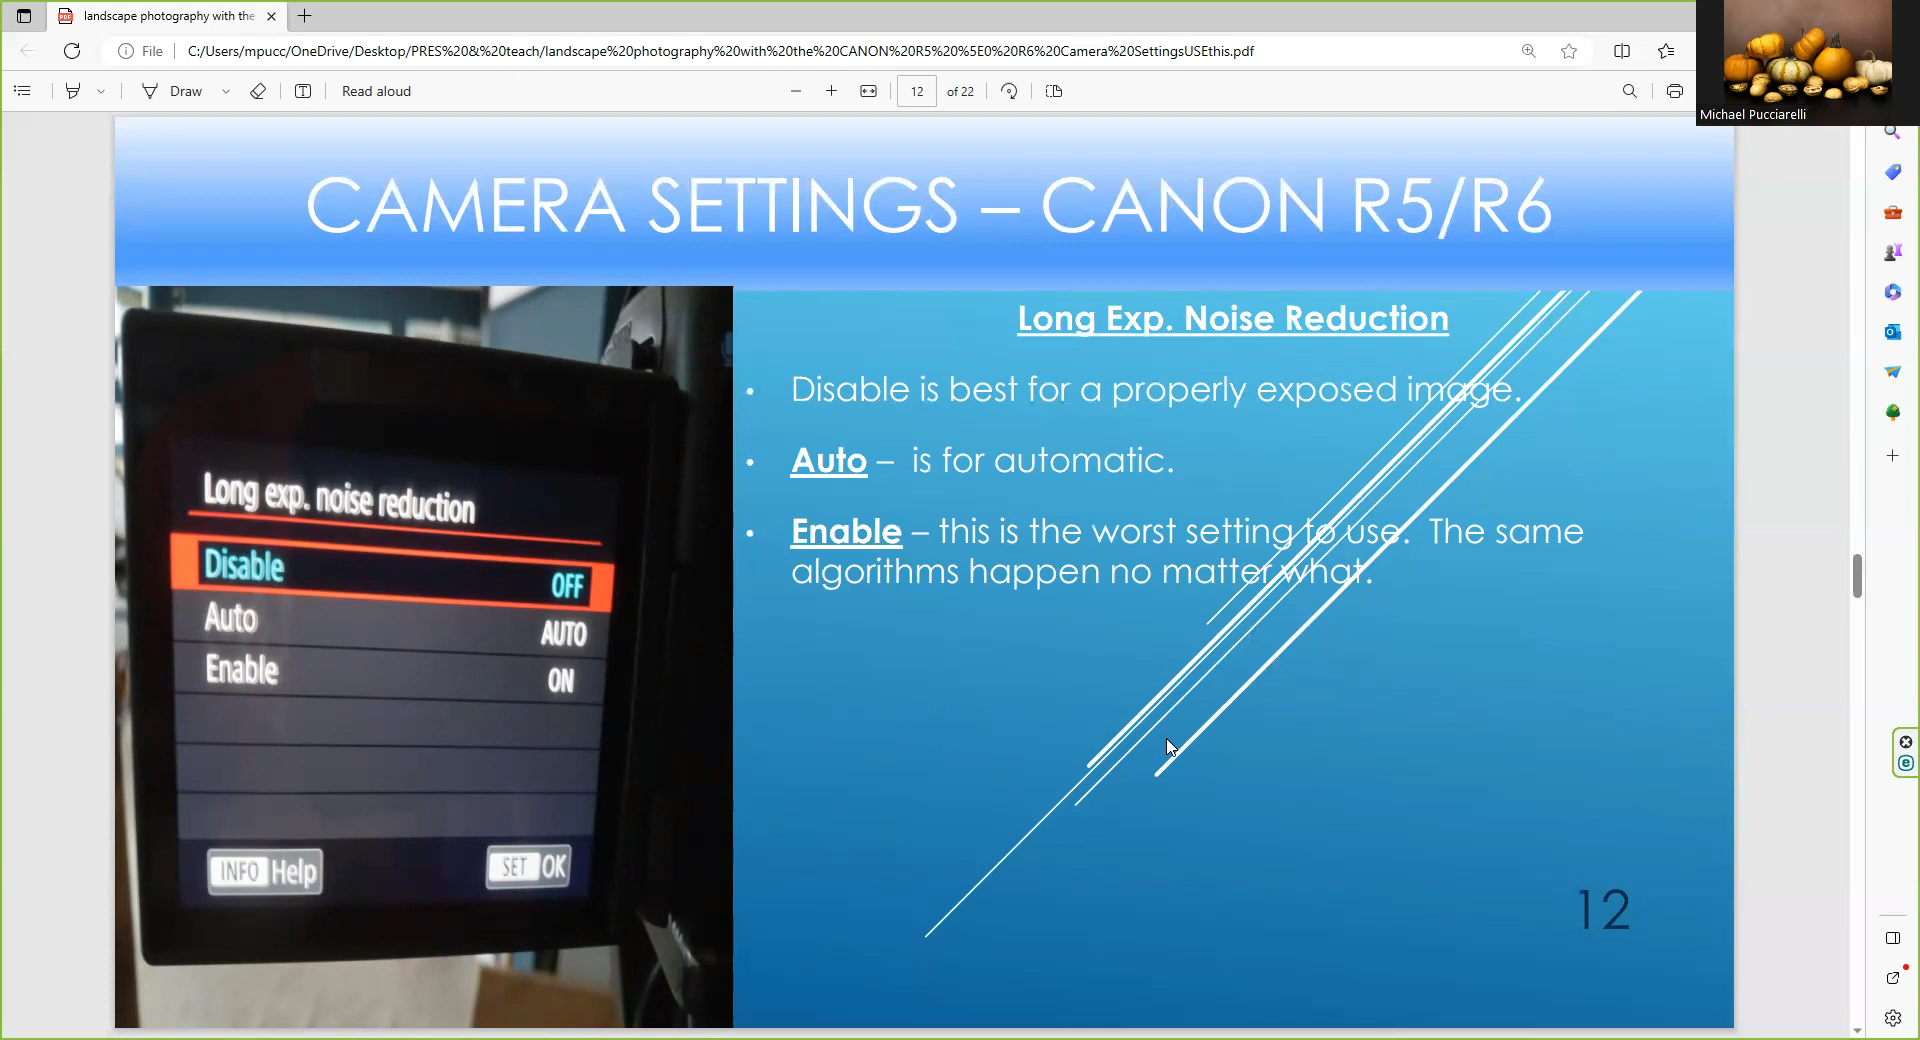 landscape photography with the
File
C:/Users/mpucc/OneDrive/Desktop/PRES%20&%20teach/landscape%20photography%20with%20the%20CANON%20R5%20%5E0%20R6%20Camera%20SettingsUSEthis.pdf
Draw
Read aloud
12 of 22
Michael Pucciarelli
CAMERA SETTINGS – CANON R5/R6
Long exp. noise reduction
Disable OFF
Auto AUTO
Enable ON
INFO Help
SET OK
Long Exp. Noise Reduction
• Disable is best for a properly exposed image.
• Auto – is for automatic.
• Enable – this is the worst setting to use. The same
algorithms happen no matter what.
12